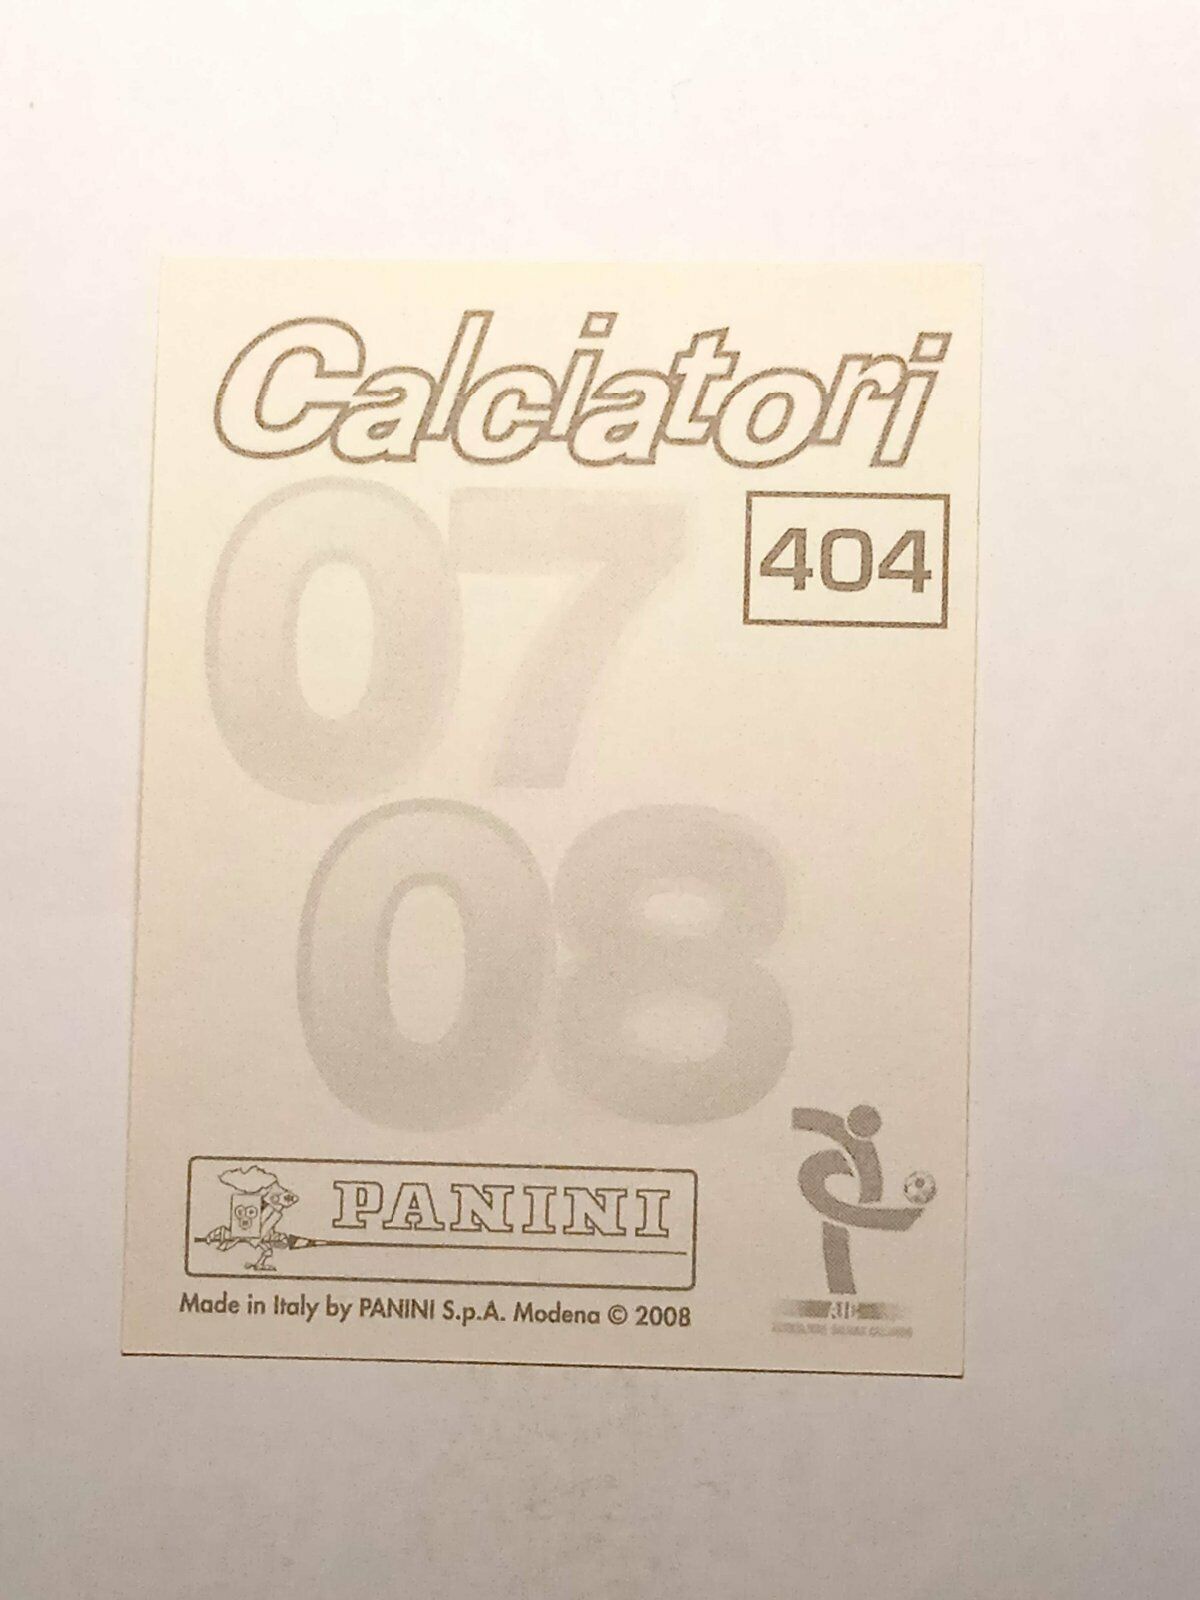 Calciatori
07
404
08
PANINI
Made in Italy by PANINI S.p.A. Modena © 2008